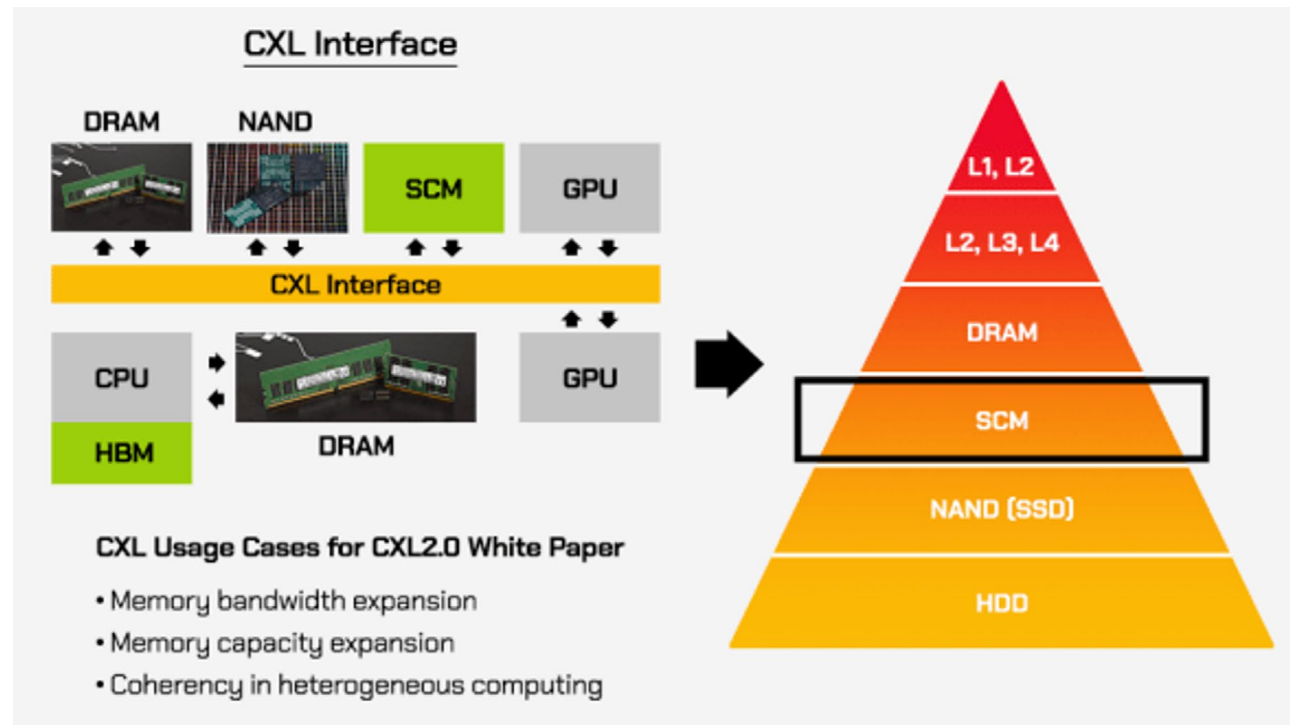 CXL Interface
DRAM
NAND
SCM
GPU
CXL Interface
CPU
HBM
DRAM
GPU
CXL Usage Cases for CXL2.0 White Paper
• Memory bandwidth expansion
• Memory capacity expansion
• Coherency in heterogeneous computing
L1, L2
L2, L3, L4
DRAM
SCM
NAND (SSD)
HDD